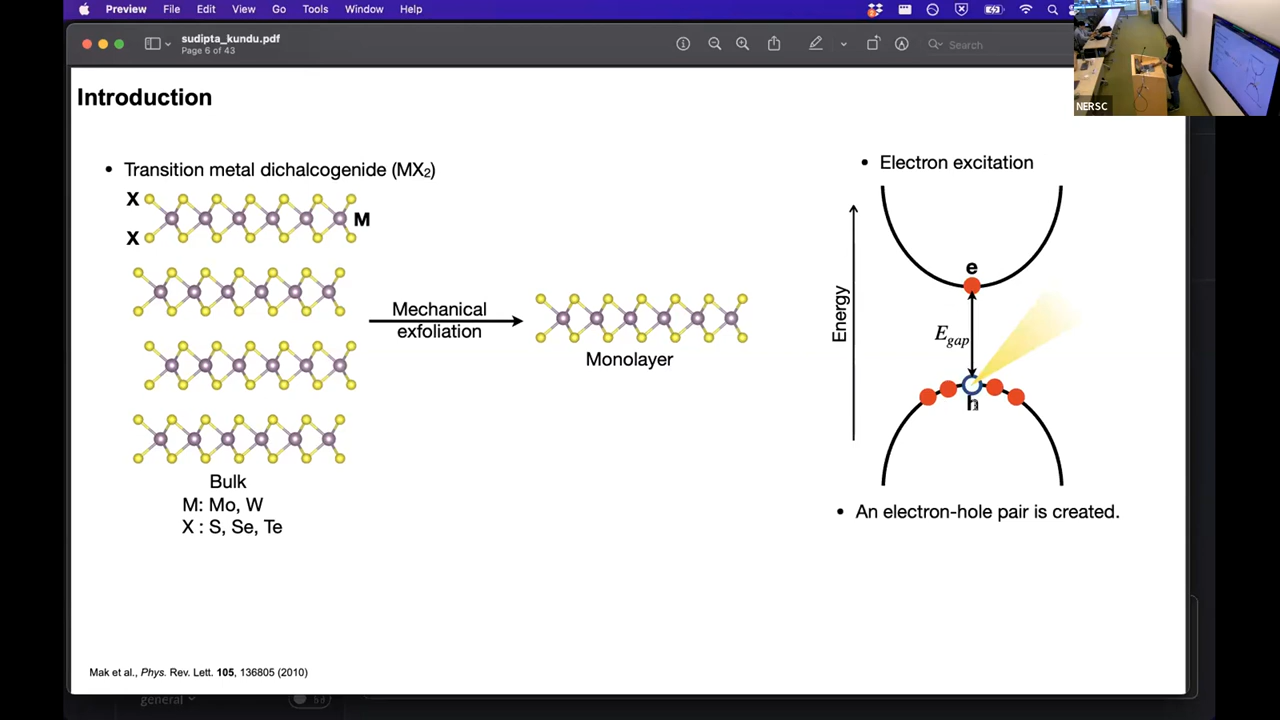 Preview File Edit View Go Tools Window Help
sudipta_kundu.pdf
Page 6 of 43
Search
NERSC
Introduction
• Transition metal dichalcogenide (MX₂)
X
M
X
Mechanical
exfoliation
Monolayer
Bulk
M: Mo, W
X : S, Se, Te
• Electron excitation
e
Energy
E_gap
h
• An electron-hole pair is created.
Mak et al., Phys. Rev. Lett. 105, 136805 (2010)
general